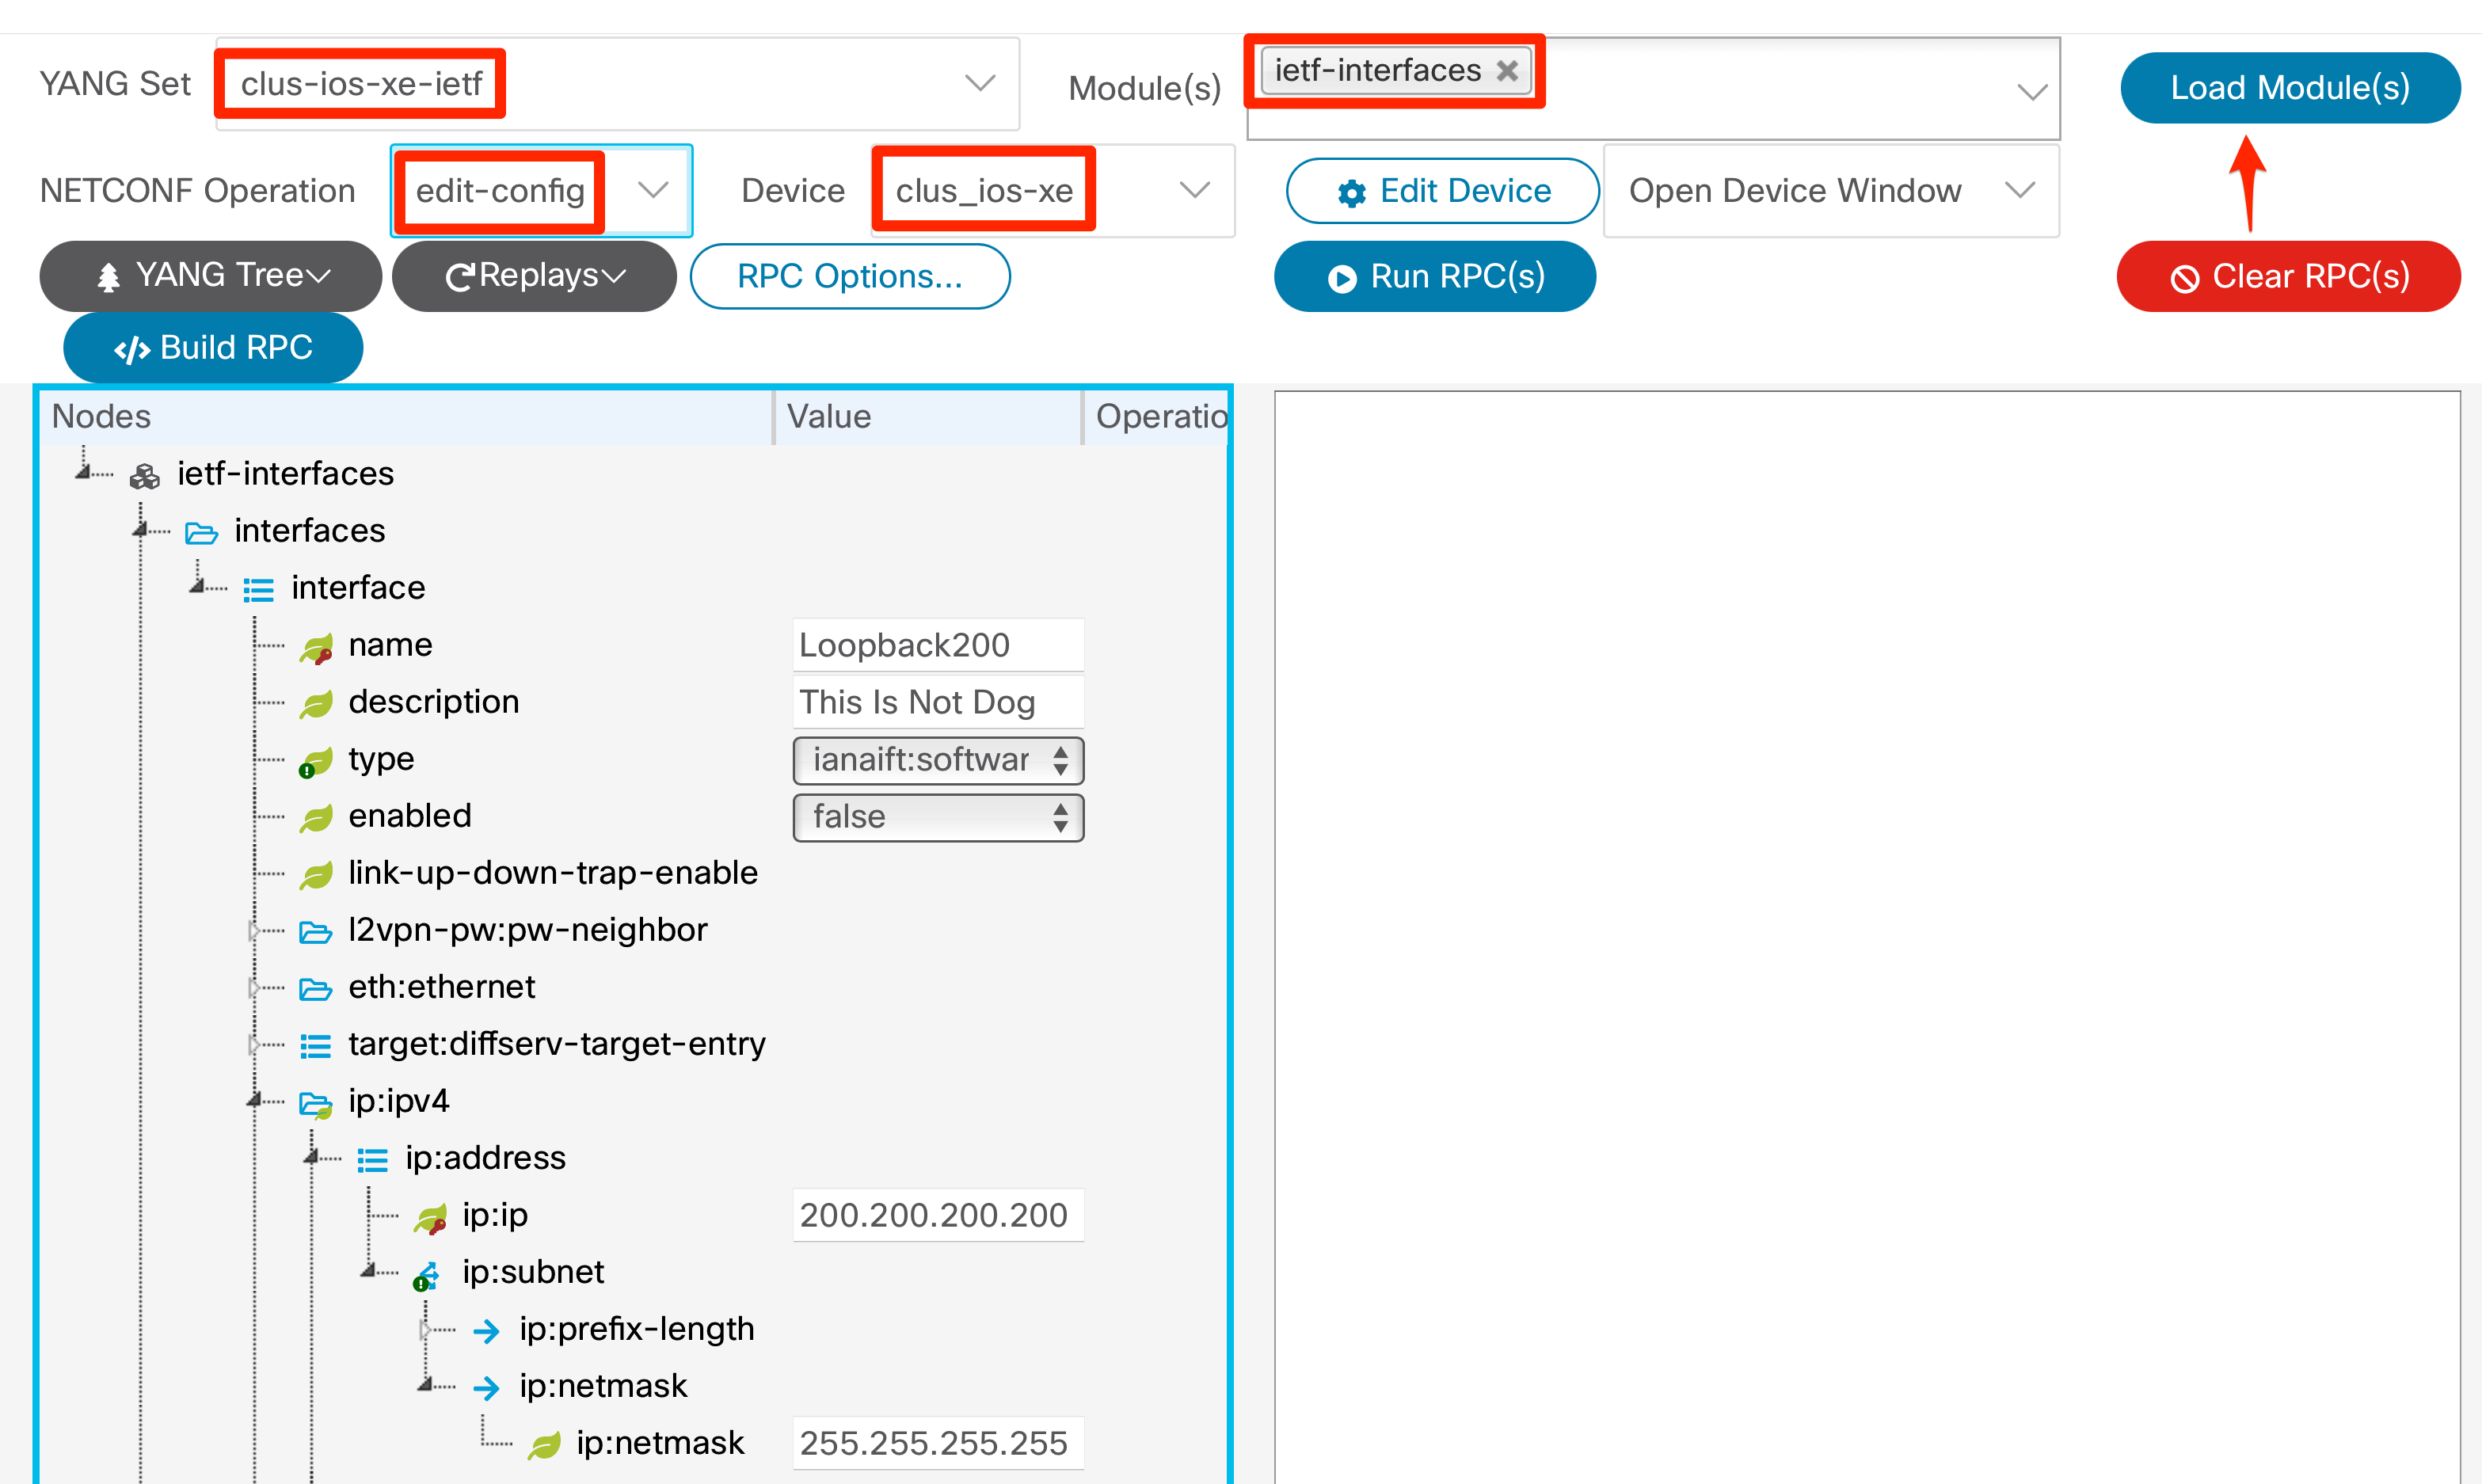 YANG Set clus-ios-xe-ietf Module(s) ietf-interfaces Load Module(s)
NETCONF Operation edit-config Device clus_ios-xe Edit Device Open Device Window
YANG Tree Replays RPC Options... Run RPC(s) Clear RPC(s)
</> Build RPC
Nodes Value Operatio
ietf-interfaces
interfaces
interface
name Loopback200
description This Is Not Dog
type ianaift:softwar
enabled false
link-up-down-trap-enable
l2vpn-pw:pw-neighbor
eth:ethernet
target:diffserv-target-entry
ip:ipv4
ip:address
ip:ip 200.200.200.200
ip:subnet
ip:prefix-length
ip:netmask
ip:netmask 255.255.255.255